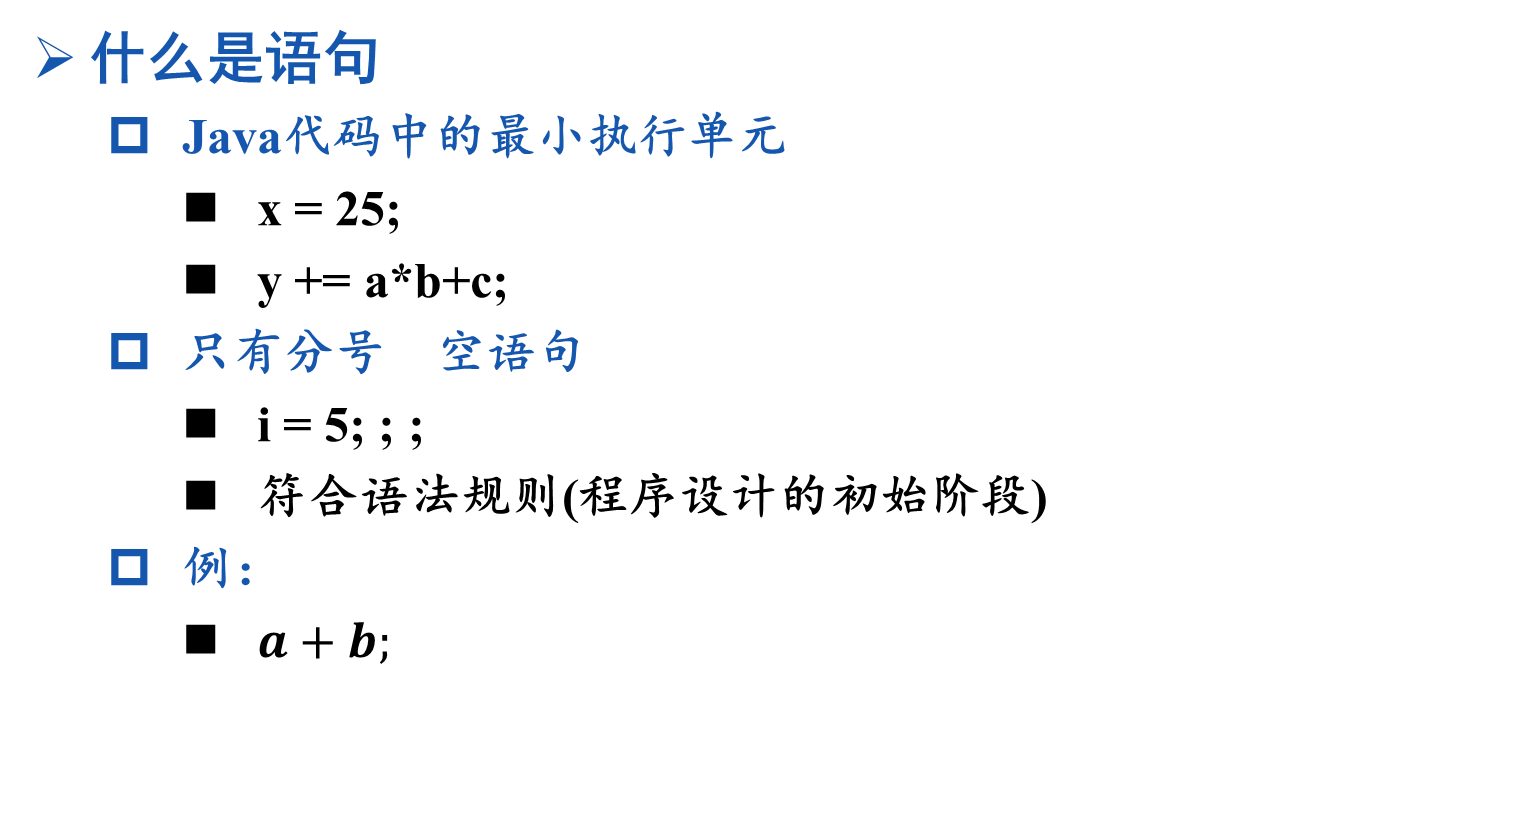 什么是语句
Java代码中的最小执行单元
x = 25;
y += a*b+c;
只有分号 空语句
i = 5; ; ;
符合语法规则(程序设计的初始阶段)
例：
a + b;